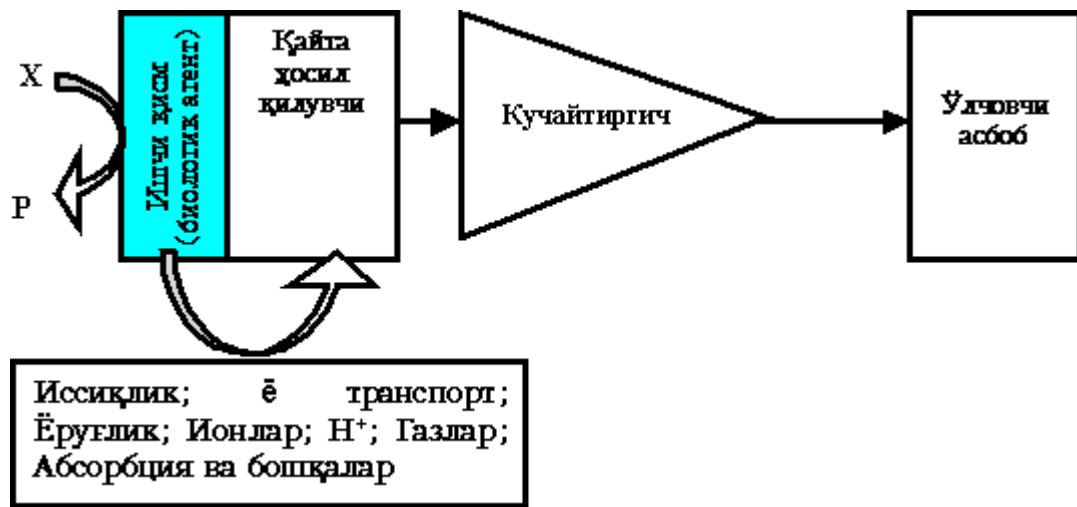 X
P
Ишчи қисм
(биологик агент)
Қайта
ҳосил
қилувчи
Кучайтиргич
Ўлчовчи
асбоб
Иссиқлик; ē транспорт;
Ёруғлик; Ионлар; H⁺; Газлар;
Абсорбция ва бошқалар